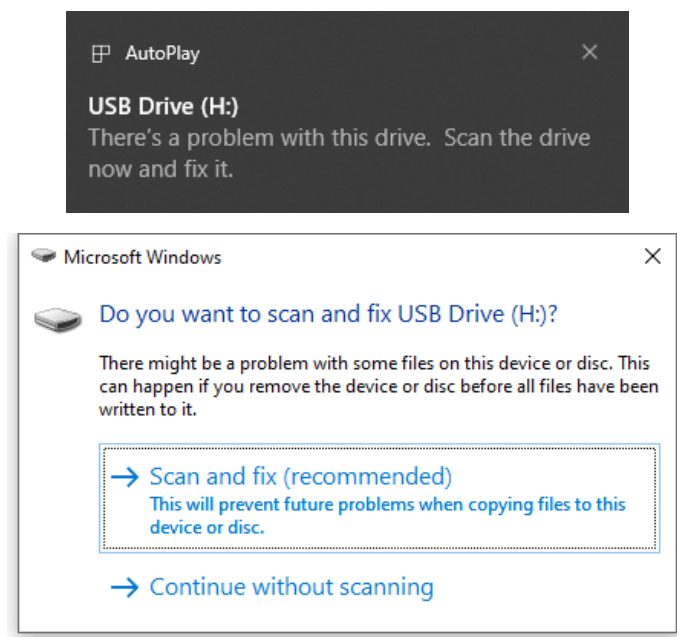 AutoPlay
USB Drive (H:)
There's a problem with this drive.  Scan the drive
now and fix it.
Microsoft Windows
Do you want to scan and fix USB Drive (H:)?
There might be a problem with some files on this device or disc. This
can happen if you remove the device or disc before all files have been
written to it.
Scan and fix (recommended)
This will prevent future problems when copying files to this
device or disc.
Continue without scanning